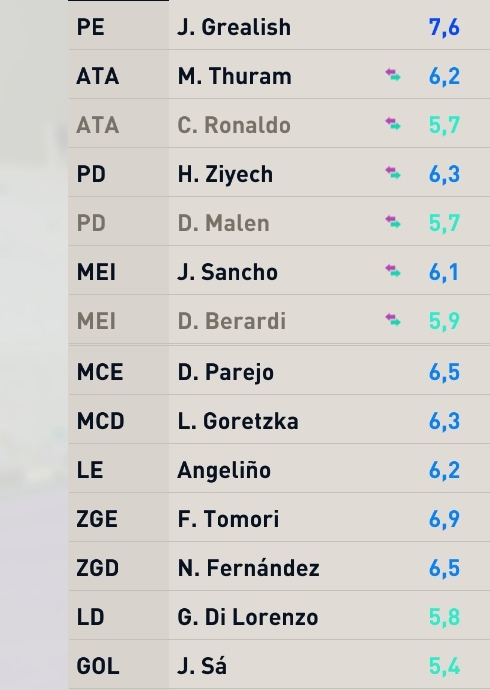 PE J. Grealish 7,6
ATA M. Thuram 6,2
ATA C. Ronaldo 5,7
PD H. Ziyech 6,3
PD D. Malen 5,7
MEI J. Sancho 6,1
MEI D. Berardi 5,9
MCE D. Parejo 6,5
MCD L. Goretzka 6,3
LE Angeliño 6,2
ZGE F. Tomori 6,9
ZGD N. Fernández 6,5
LD G. Di Lorenzo 5,8
GOL J. Sá 5,4